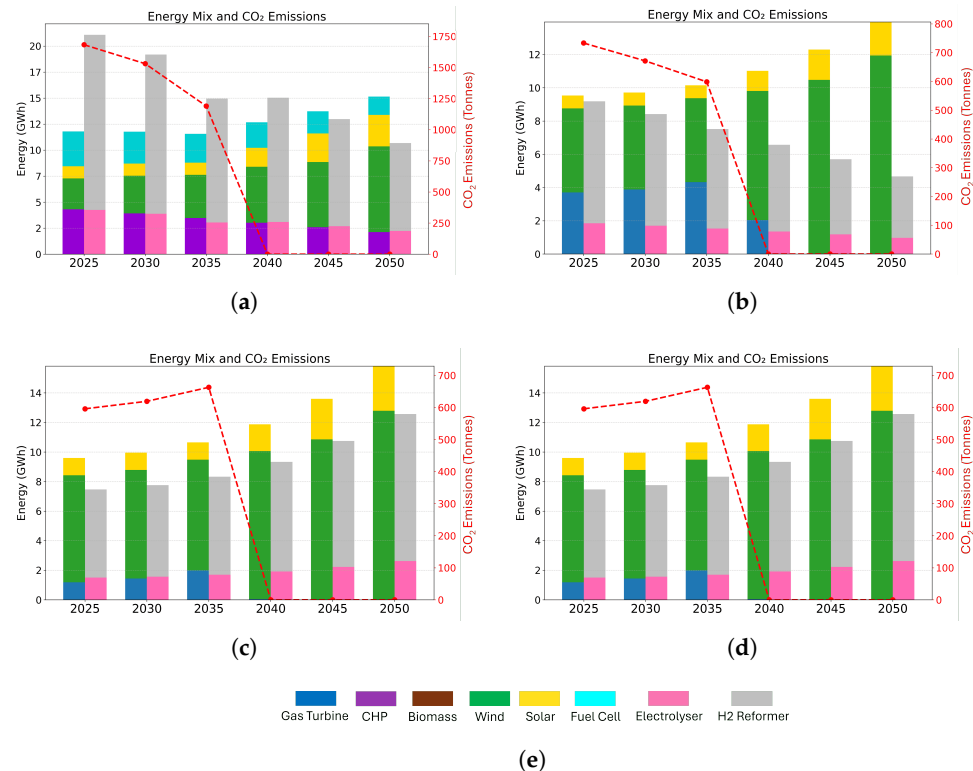 Energy Mix and CO₂ Emissions
Energy (GWh)
20
17
15
12
10
7
5
2
0
2025 2030 2035 2040 2045 2050
1750
1500
1250
1000
750
500
250
0
CO₂ Emissions (Tonnes)
(a)
Energy Mix and CO₂ Emissions
Energy (GWh)
12
10
8
6
4
2
0
2025 2030 2035 2040 2045 2050
800
700
600
500
400
300
200
100
0
CO₂ Emissions (Tonnes)
(b)
Energy Mix and CO₂ Emissions
Energy (GWh)
14
12
10
8
6
4
2
0
2025 2030 2035 2040 2045 2050
700
600
500
400
300
200
100
0
CO₂ Emissions (Tonnes)
(c)
Energy Mix and CO₂ Emissions
Energy (GWh)
14
12
10
8
6
4
2
0
2025 2030 2035 2040 2045 2050
700
600
500
400
300
200
100
0
CO₂ Emissions (Tonnes)
(d)
Gas Turbine CHP Biomass Wind Solar Fuel Cell Electrolyser H2 Reformer
(e)